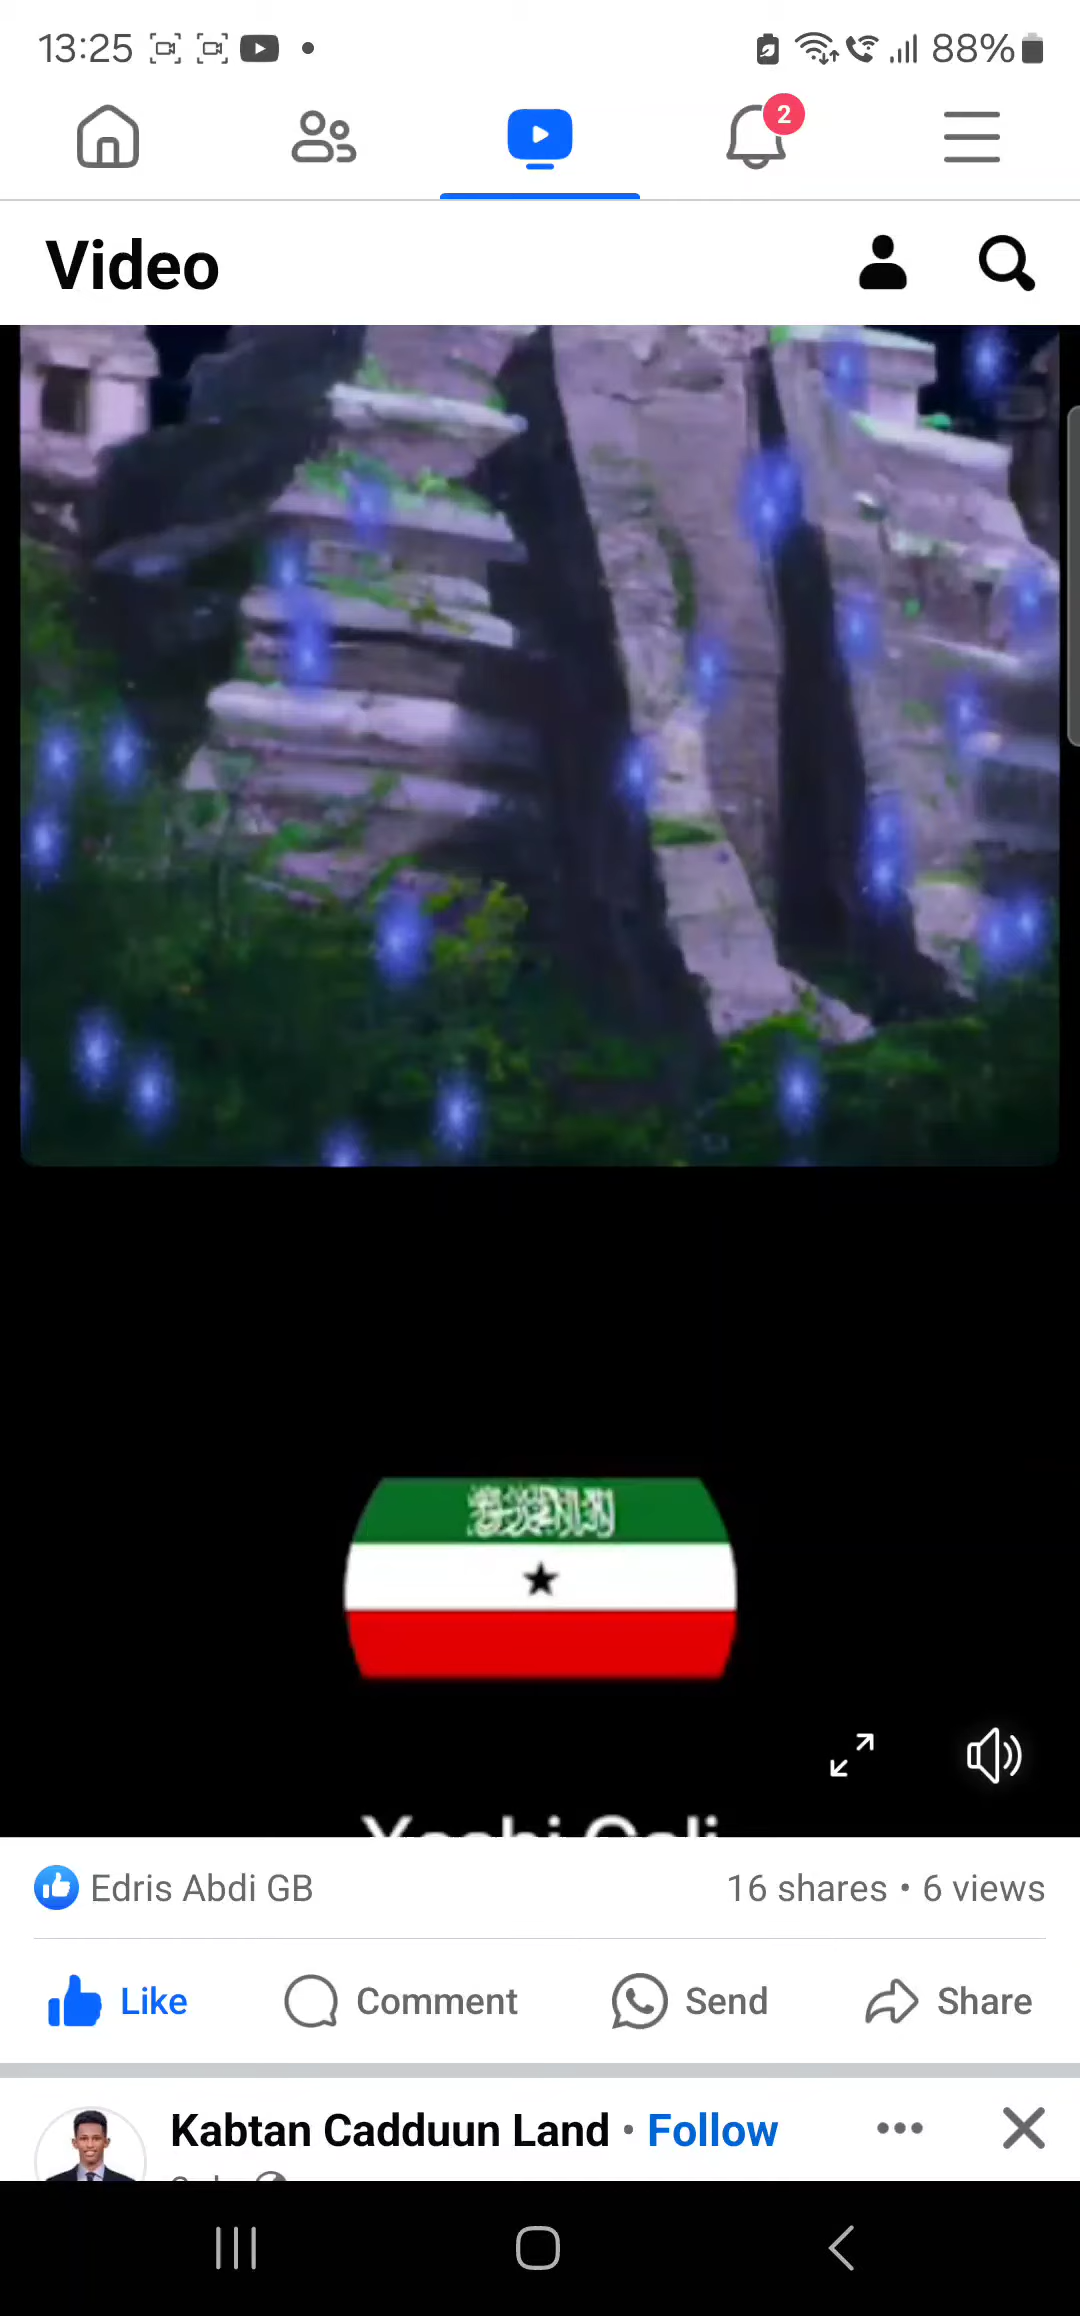 13:25
88%
2
Video
Edris Abdi GB
16 shares • 6 views
Like
Comment
Send
Share
Kabtan Cadduun Land • Follow